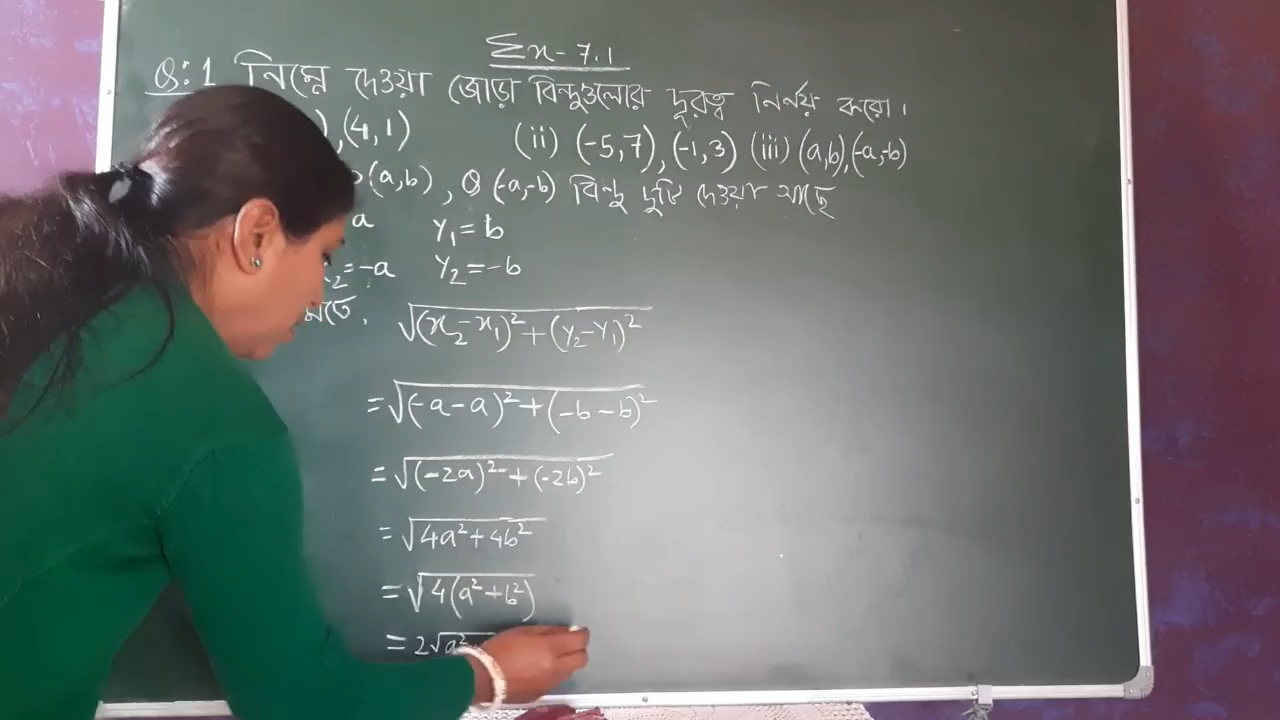 Ex-7.1
Q:1 নিম্নে দেওয়া জোড়া বিন্দুগুলোর দূরত্ব নির্ণয় করো।
),(4,1) (ii) (-5,7),(-1,3) (iii) (a,b),(-a,-b)
(a,b), Q (-a,-b) বিন্দু দুটি দেওয়া আছে
a y₁=b
₂=-a y₂=-b
মতে, √(x₂-x₁)²+(y₂-y₁)²
=√(-a-a)²+(-b-b)²
=√(-2a)²+(-2b)²
=√4a²+4b²
=√4(a²+b²)
=2√a²